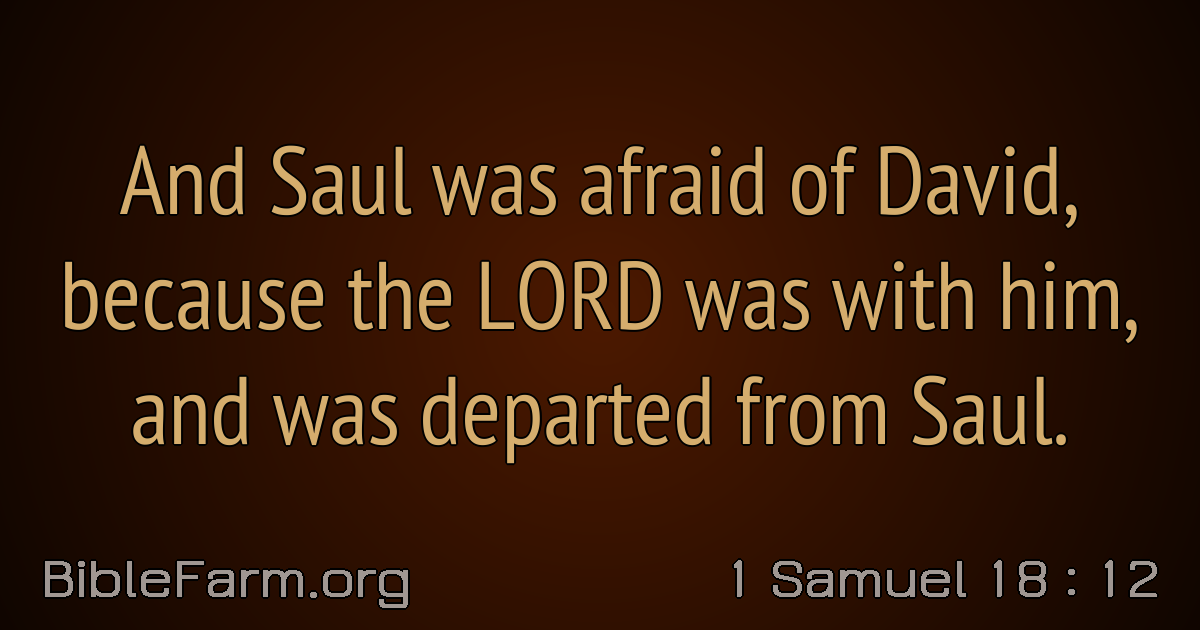 And Saul was afraid of David,
because the LORD was with him,
and was departed from Saul.
BibleFarm.org
1 Samuel 18 : 12